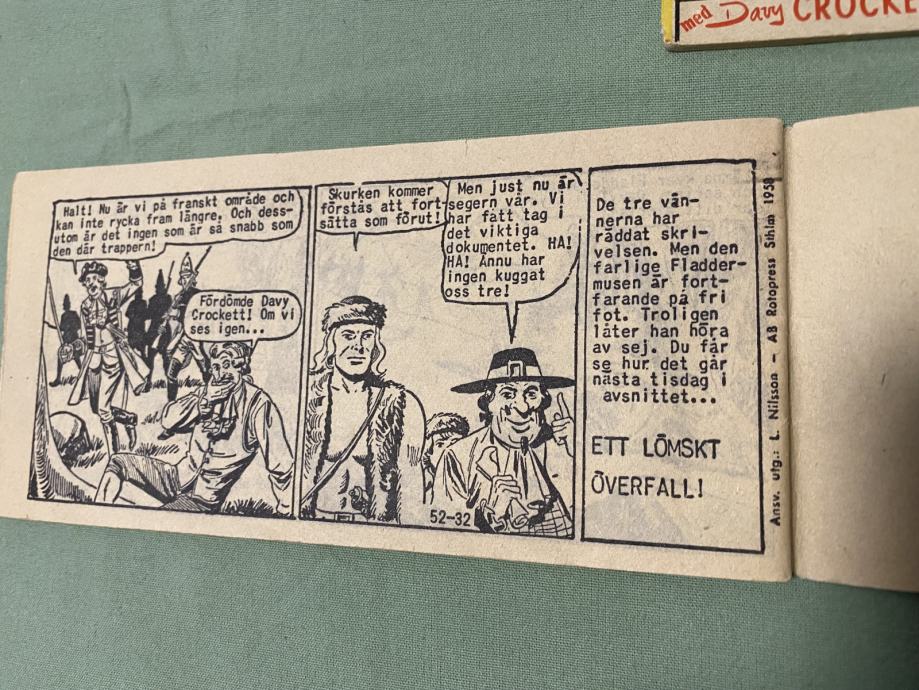 med Davy CROCKE
Halt! Nu är vi på franskt område och
kan inte rycka fram längre. Och dess-
utom är det ingen som är så snabb som
den där trappern!
Fördömde Davy
Crockett! Om vi
ses igen...
Skurken kommer
förstås att fort-
sätta som förut!
Men just nu är
segern vår. Vi
har fått tag i
det viktiga
dokumentet. HA!
HA! Ännu har
ingen kuggat
oss tre!
52-32
De tre vän-
nerna har
räddat skri-
velsen. Men den
farlige Fladder-
musen är fort-
farande på fri
fot. Troligen
låter han höra
av sej. Du får
se hur det går
nästa tisdag i
avsnittet...
ETT LÖMSKT
ÖVERFALL!
Ansv. utg.: L. Nilsson - AB Rotopress Sthlm 1958